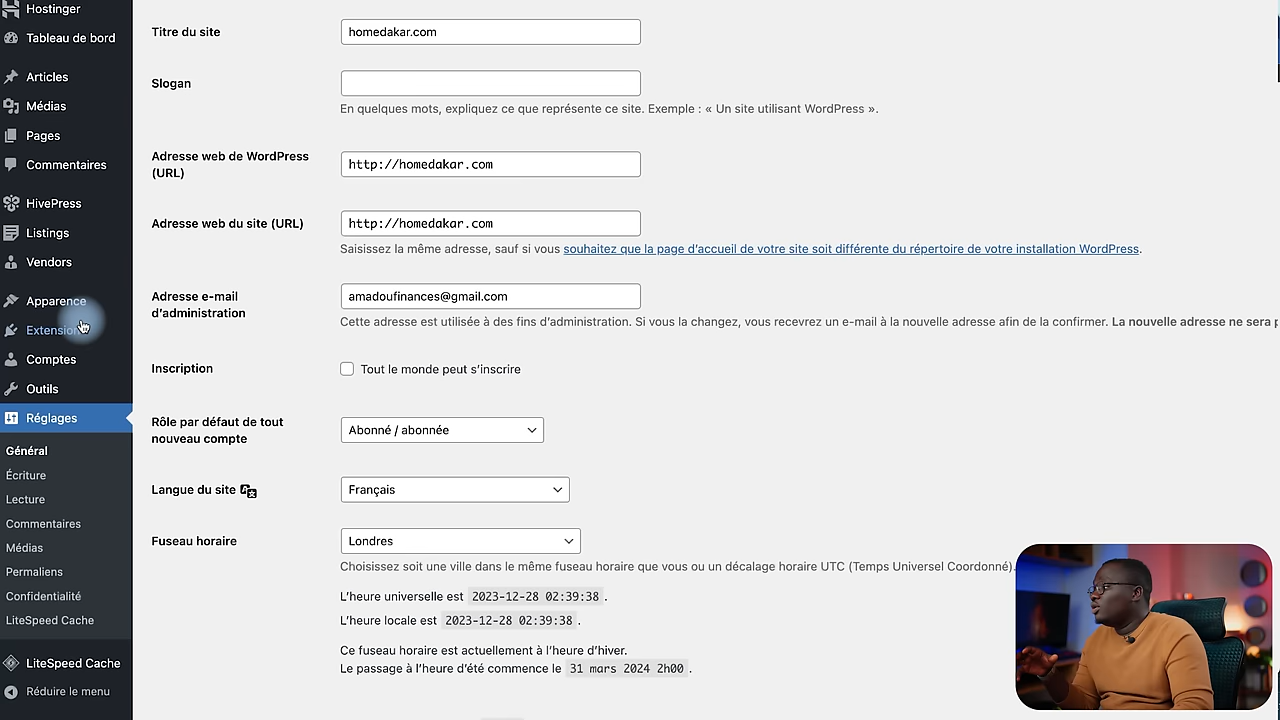 Hostinger
Tableau de bord
Articles
Médias
Pages
Commentaires
HivePress
Listings
Vendors
Apparence
Extension
Comptes
Outils
Réglages
Général
Écriture
Lecture
Commentaires
Médias
Permaliens
Confidentialité
LiteSpeed Cache
LiteSpeed Cache
Réduire le menu
Titre du site
homedakar.com
Slogan
En quelques mots, expliquez ce que représente ce site. Exemple : « Un site utilisant WordPress ».
Adresse web de WordPress
(URL)
http://homedakar.com
Adresse web du site (URL)
http://homedakar.com
Saisissez la même adresse, sauf si vous souhaitez que la page d’accueil de votre site soit différente du répertoire de votre installation WordPress.
Adresse e-mail
d’administration
amadoufinances@gmail.com
Cette adresse est utilisée à des fins d’administration. Si vous la changez, vous recevrez un e-mail à la nouvelle adresse afin de la confirmer. La nouvelle adresse ne sera
Inscription
Tout le monde peut s’inscrire
Rôle par défaut de tout
nouveau compte
Abonné / abonnée
Langue du site
Français
Fuseau horaire
Londres
Choisissez soit une ville dans le même fuseau horaire que vous ou un décalage horaire UTC (Temps Universel Coordonné).
L’heure universelle est 2023-12-28 02:39:38 .
L’heure locale est 2023-12-28 02:39:38 .
Ce fuseau horaire est actuellement à l’heure d’hiver.
Le passage à l’heure d’été commence le 31 mars 2024 2h00 .